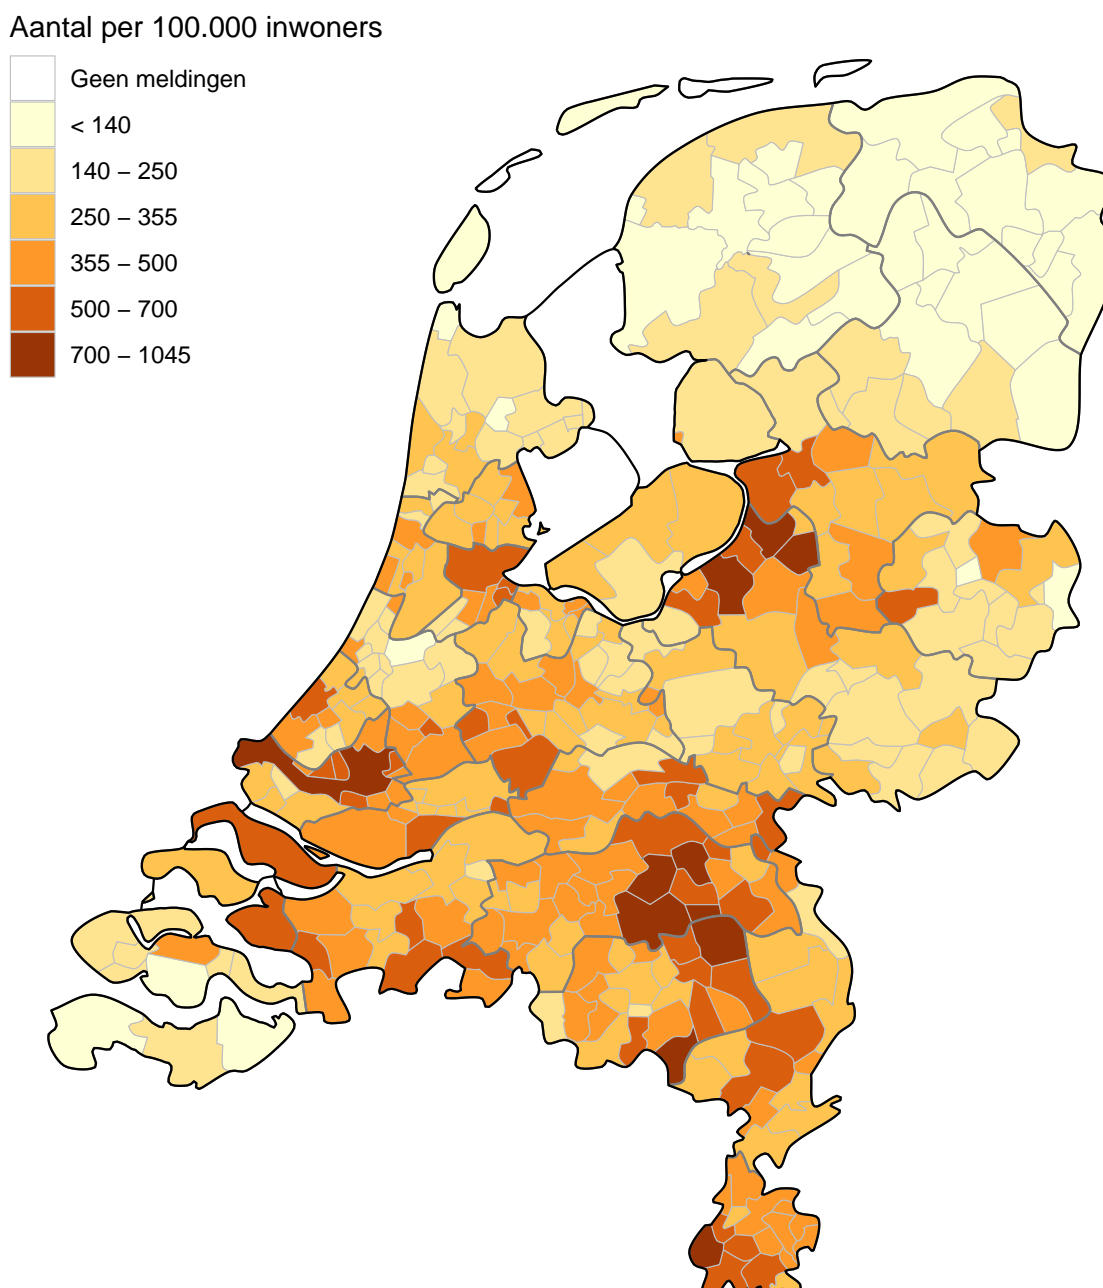 Aantal per 100.000 inwoners
Geen meldingen
< 140
140 – 250
250 – 355
355 – 500
500 – 700
700 – 1045